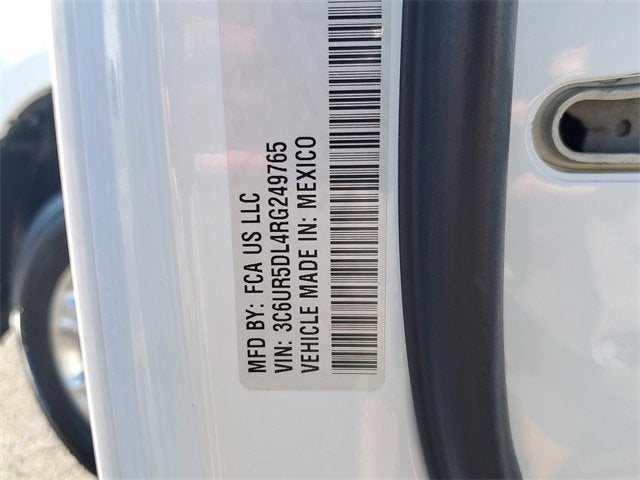 MFD BY: FCA US LLC
VIN: 3C6UR5DL4RG249765
VEHICLE MADE IN: MEXICO